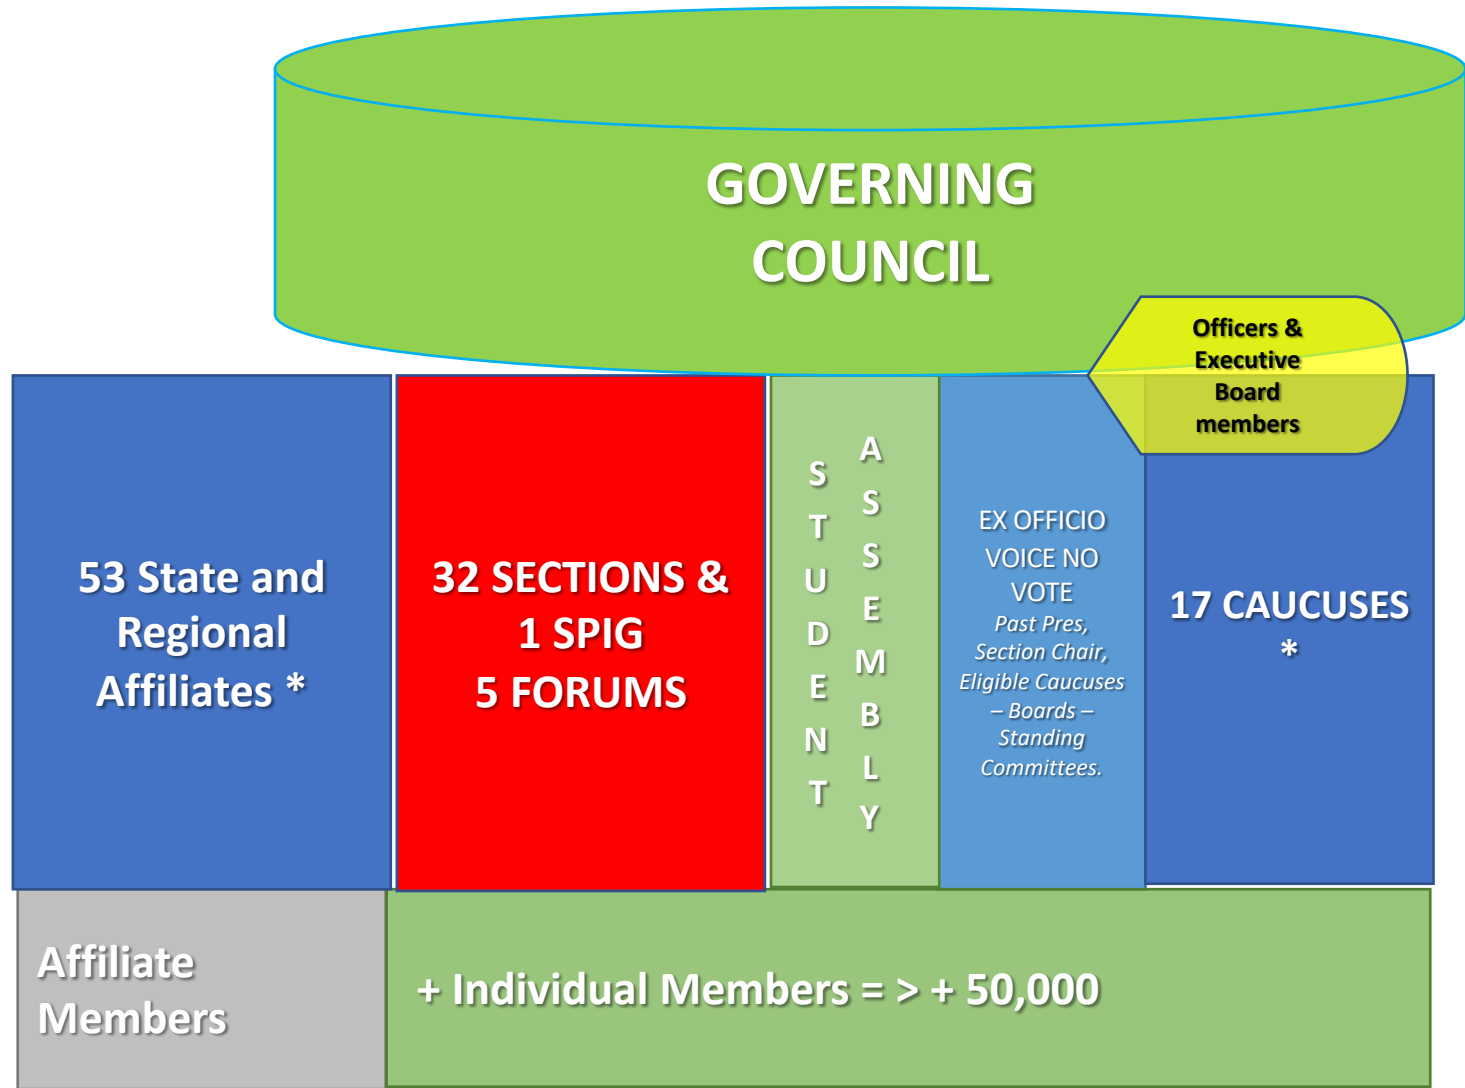 GOVERNING
COUNCIL
Officers &
Executive
Board
members
53 State and
Regional
Affiliates *
32 SECTIONS &
1 SPIG
5 FORUMS
STUDENT
ASSEMBLY
EX OFFICIO
VOICE NO
VOTE
Past Pres,
Section Chair,
Eligible Caucuses
– Boards –
Standing
Committees.
17 CAUCUSES
*
Affiliate
Members
+ Individual Members = > + 50,000